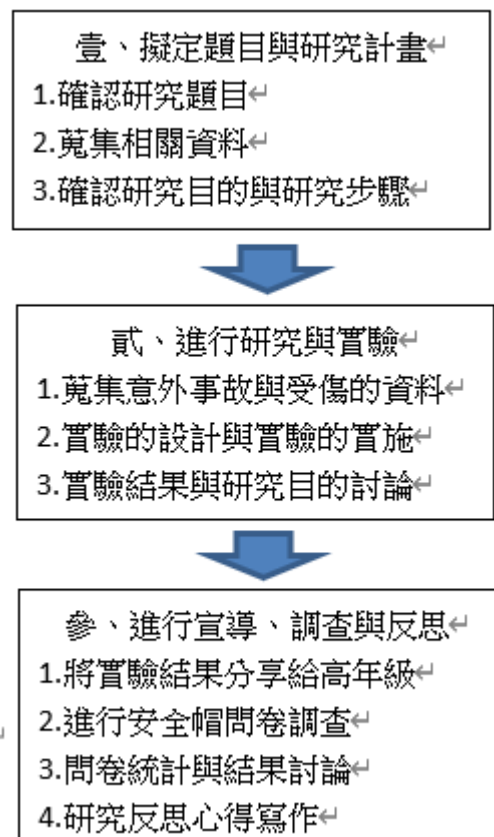 壹、擬定題目與研究計畫
1.確認研究題目
2.蒐集相關資料
3.確認研究目的與研究步驟
貳、進行研究與實驗
1.蒐集意外事故與受傷的資料
2.實驗的設計與實驗的實施
3.實驗結果與研究目的討論
參、進行宣導、調查與反思
1.將實驗結果分享給高年級
2.進行安全帽問卷調查
3.問卷統計與結果討論
4.研究反思心得寫作